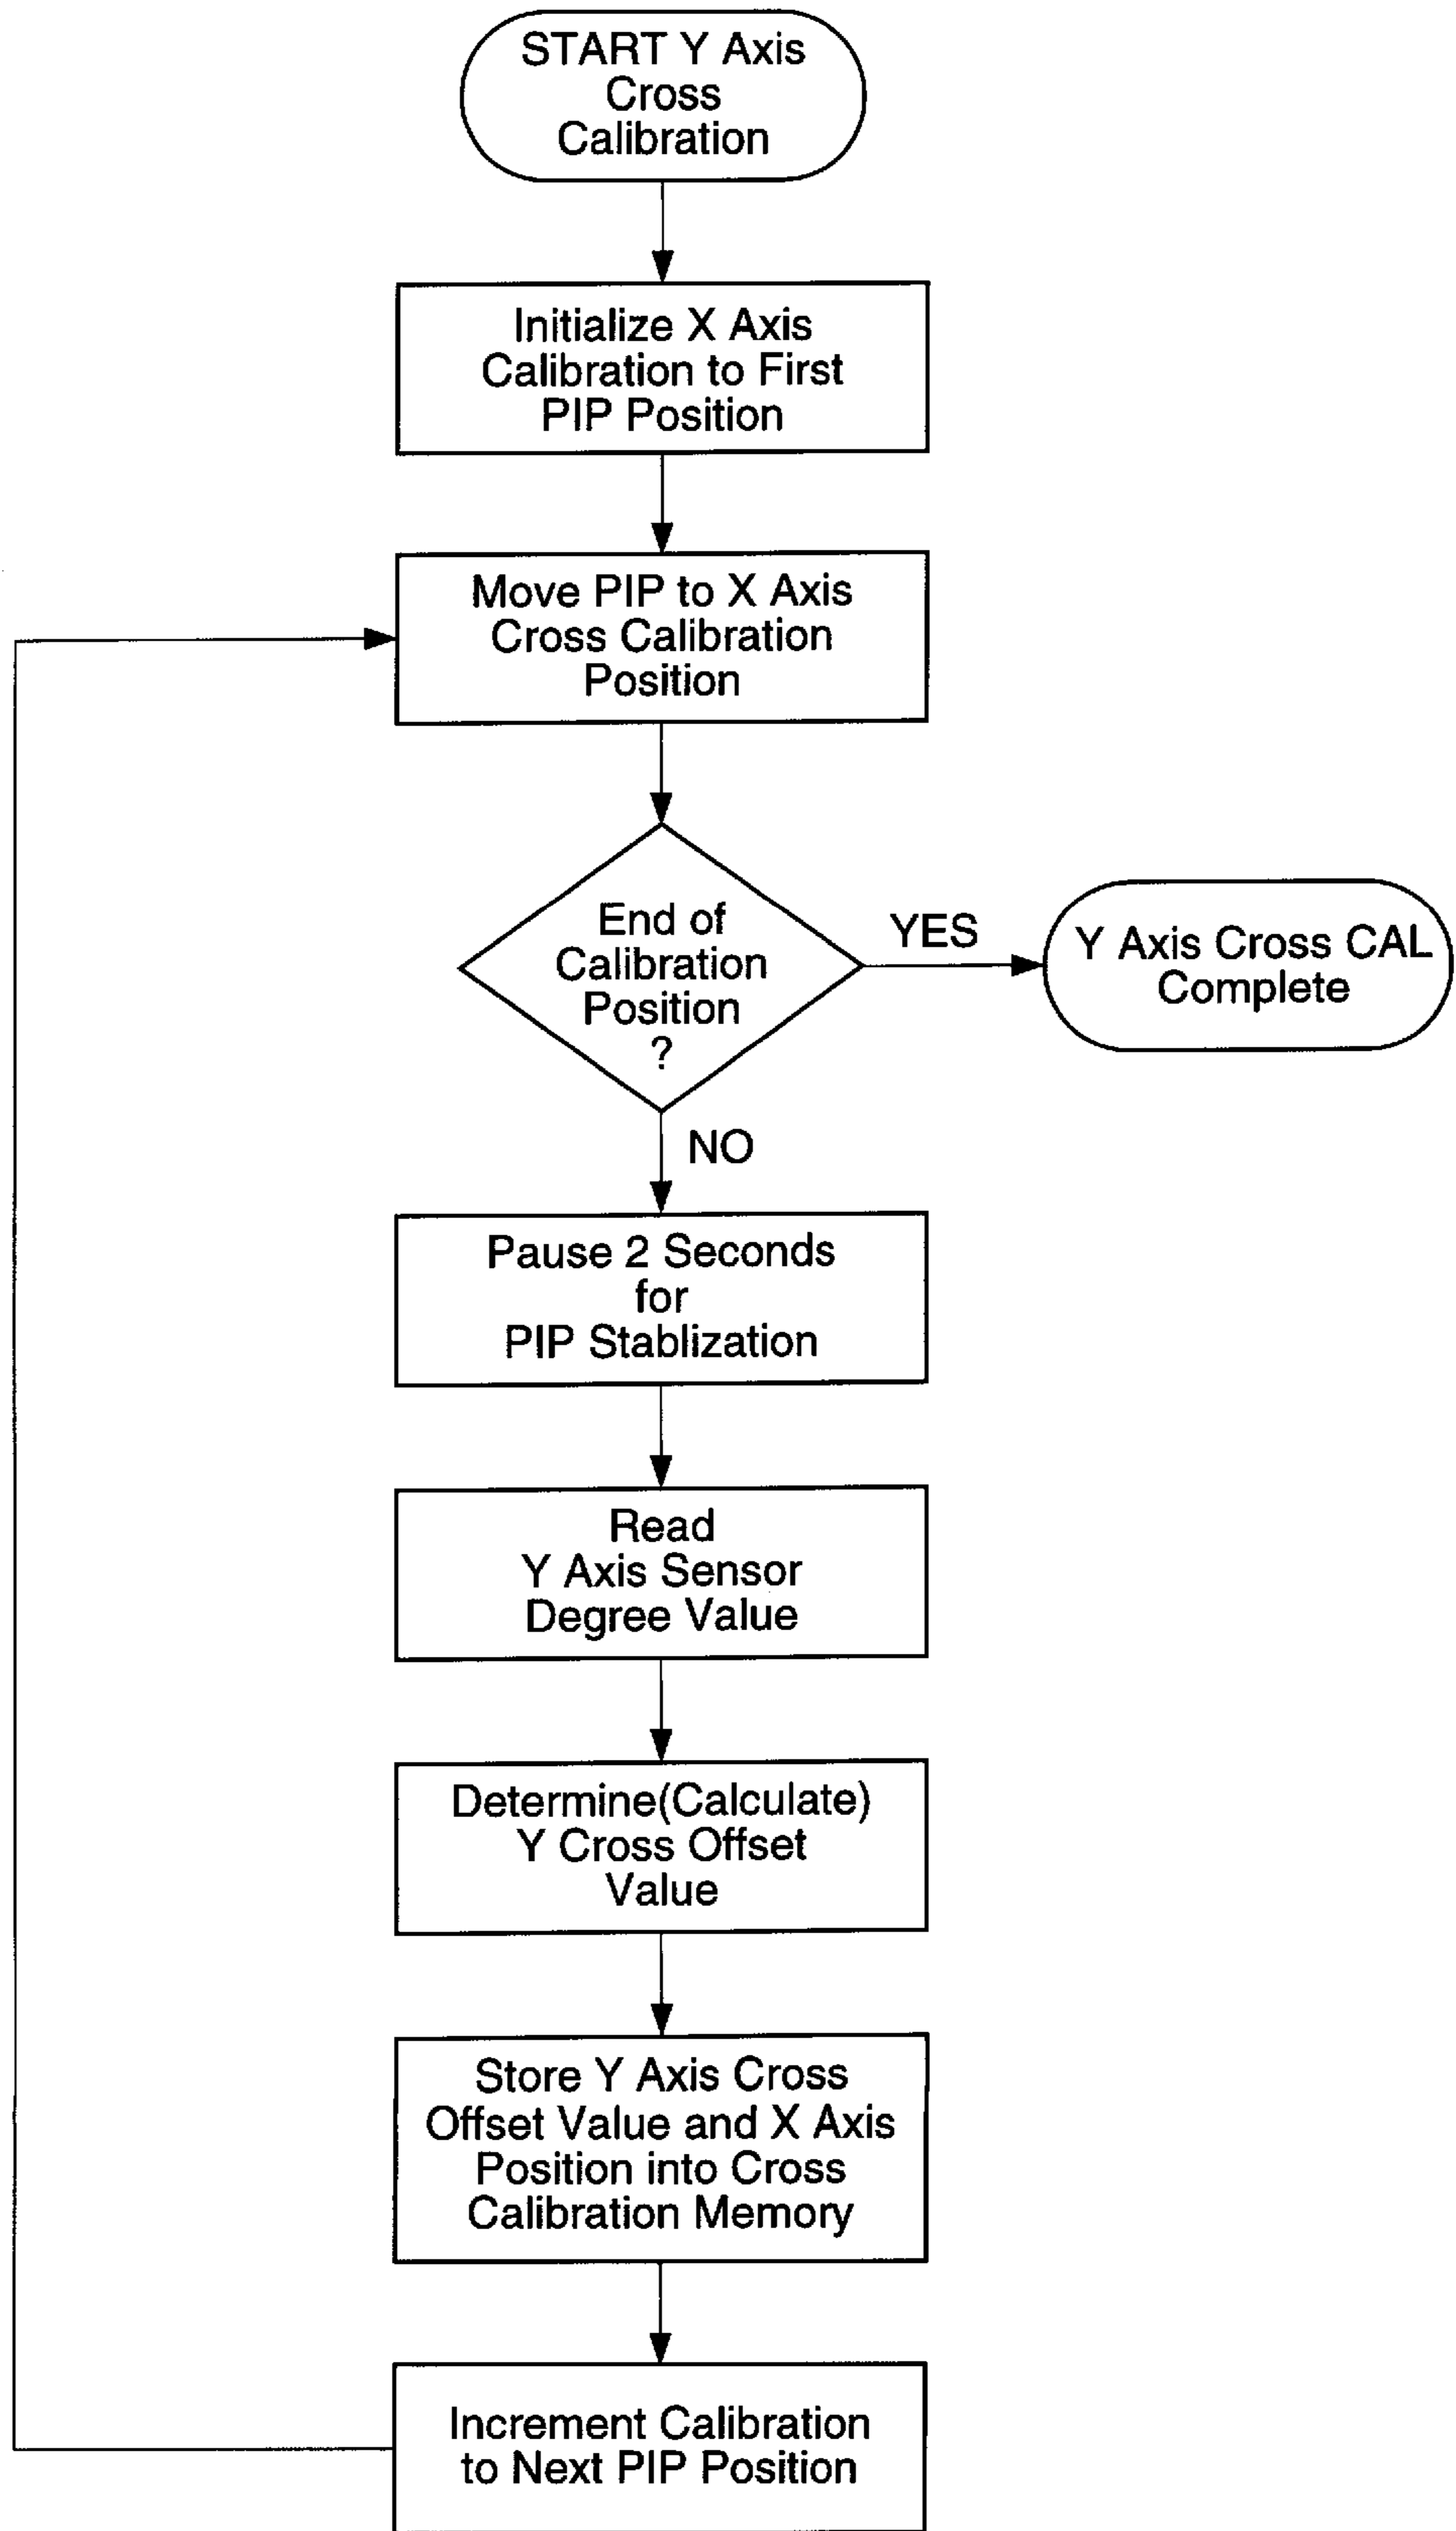 START Y Axis
Cross
Calibration
Initialize X Axis
Calibration to First
PIP Position
Move PIP to X Axis
Cross Calibration
Position
End of
Calibration
Position
?
YES
Y Axis Cross CAL
Complete
NO
Pause 2 Seconds
for
PIP Stablization
Read
Y Axis Sensor
Degree Value
Determine(Calculate)
Y Cross Offset
Value
Store Y Axis Cross
Offset Value and X Axis
Position into Cross
Calibration Memory
Increment Calibration
to Next PIP Position